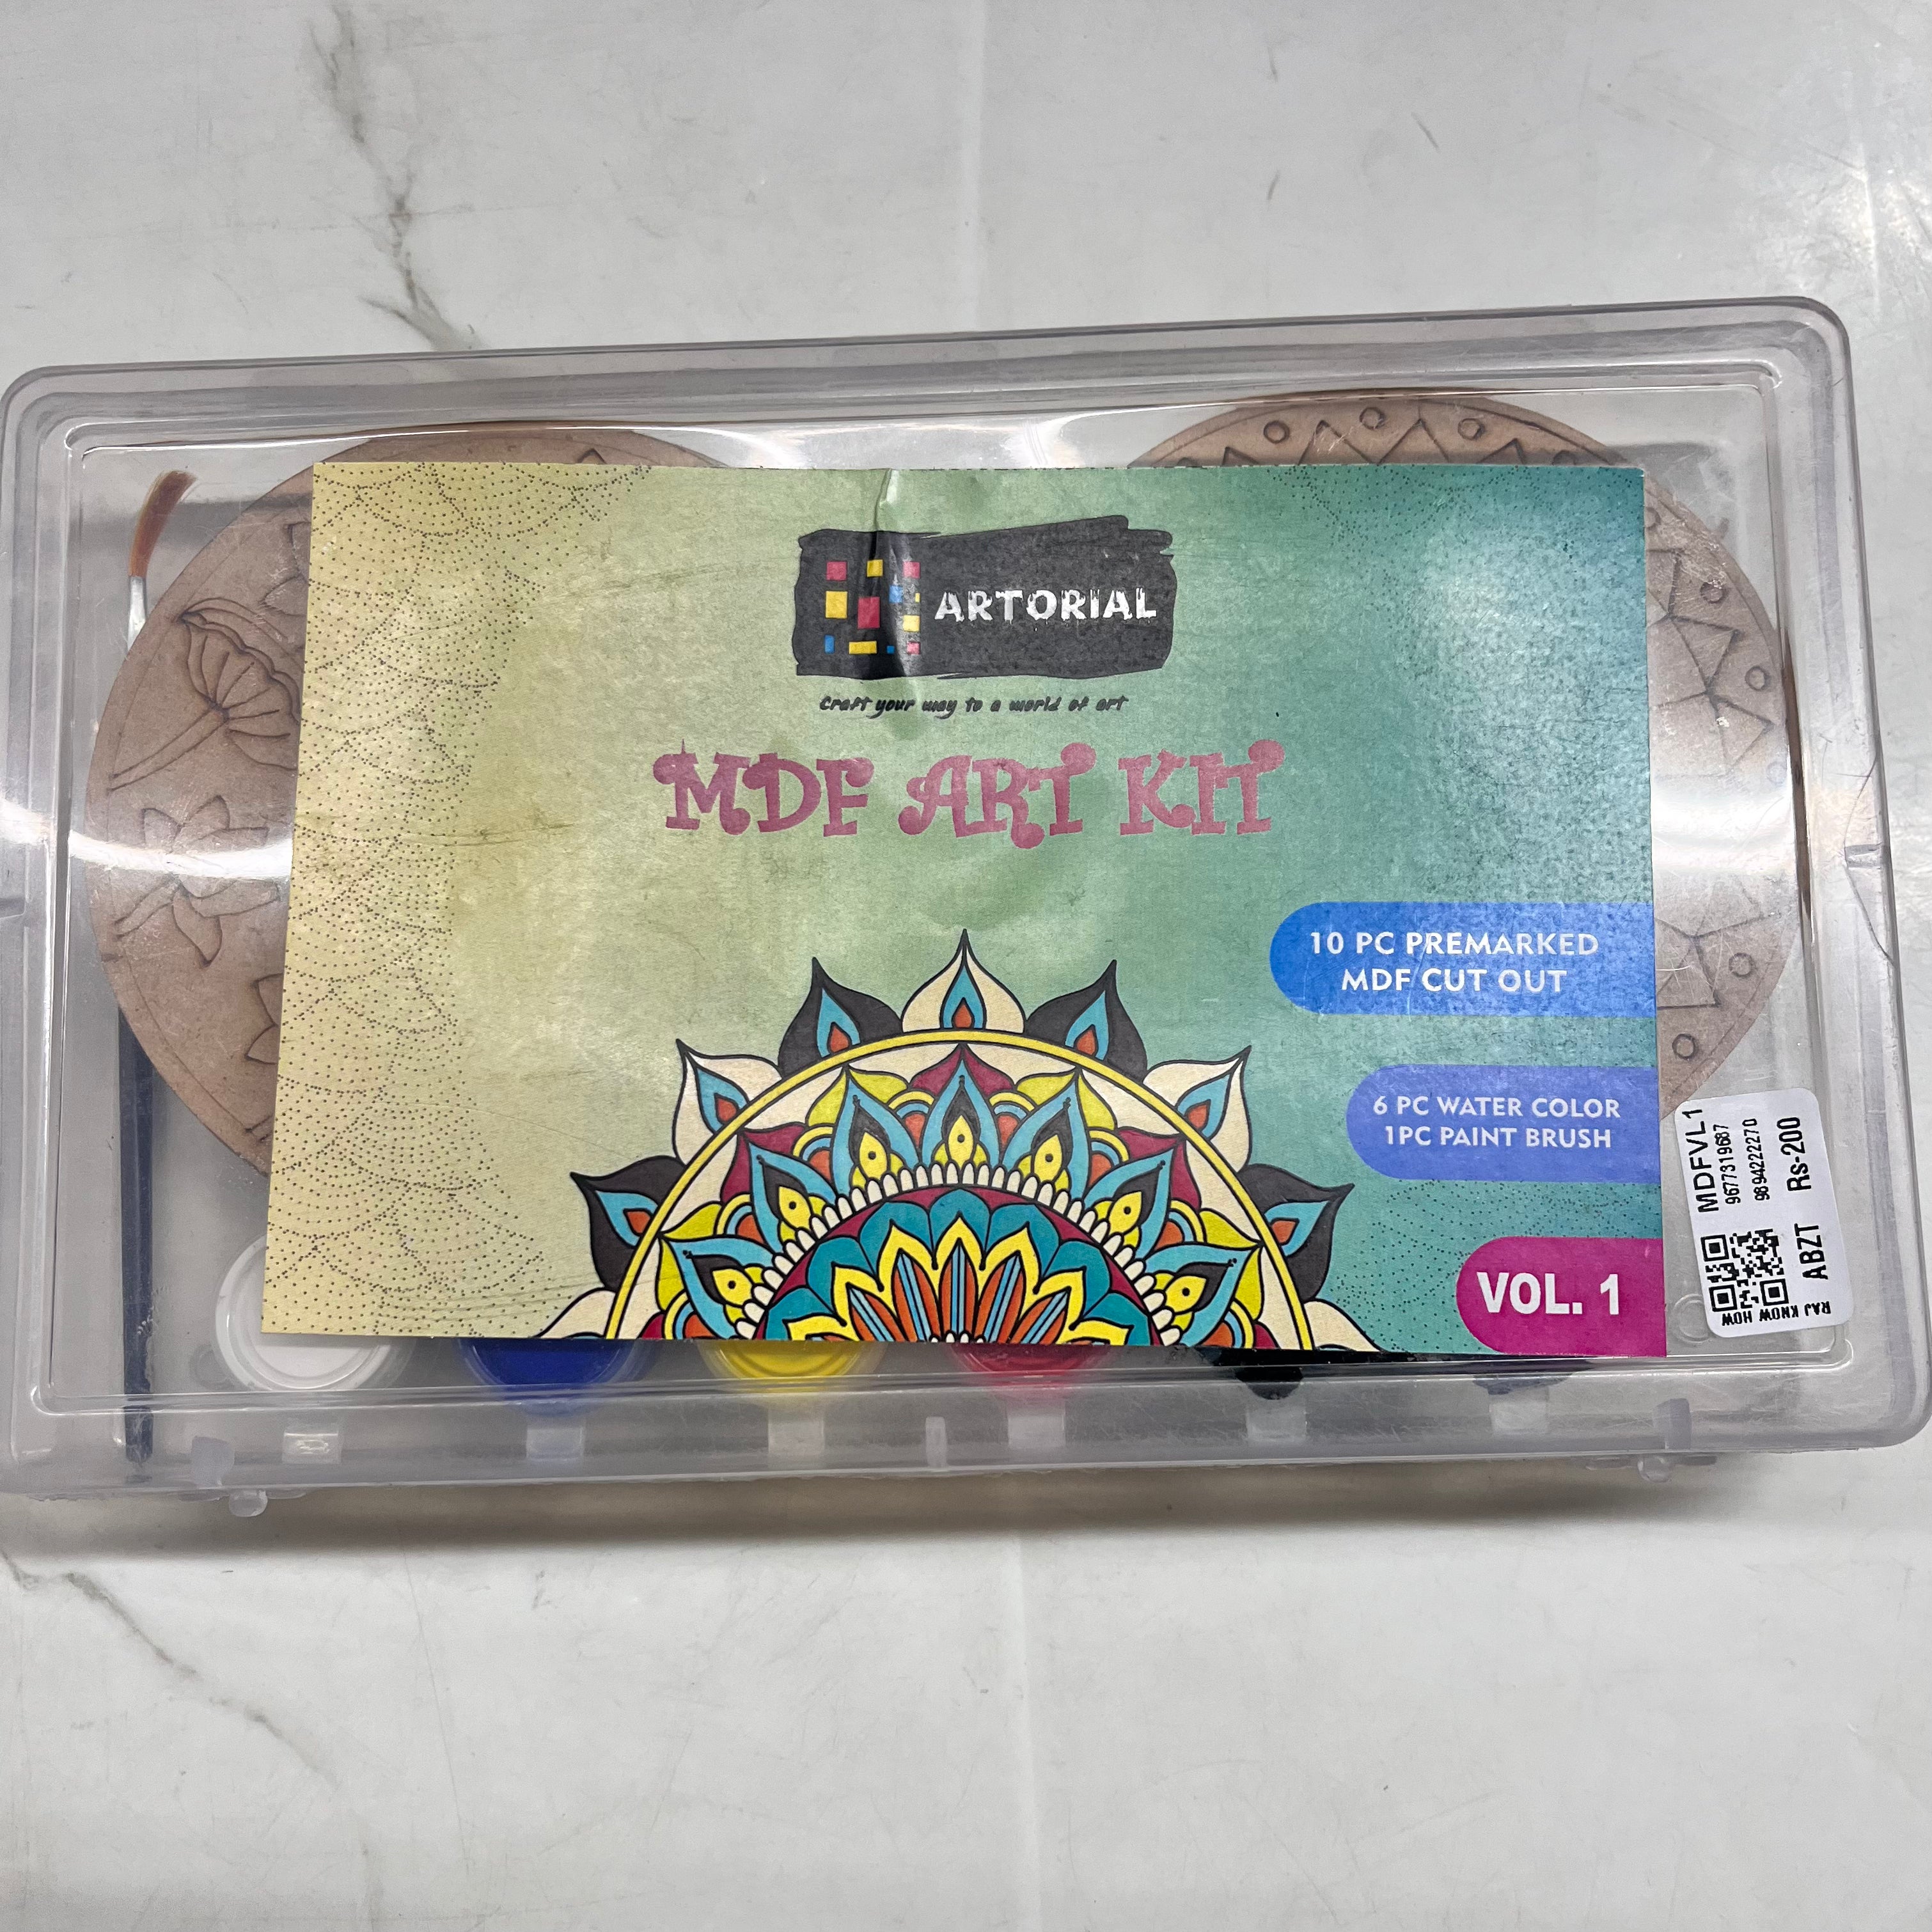 ARTORIAL
Craft your way to a world of art
MDF ART KIT
10 PC PREMARKED
MDF CUT OUT
6 PC WATER COLOR
1PC PAINT BRUSH
VOL. 1
MDFVL1
9677319687
9894222270
Rs-200
ABZT
RAJ KNOW HOW